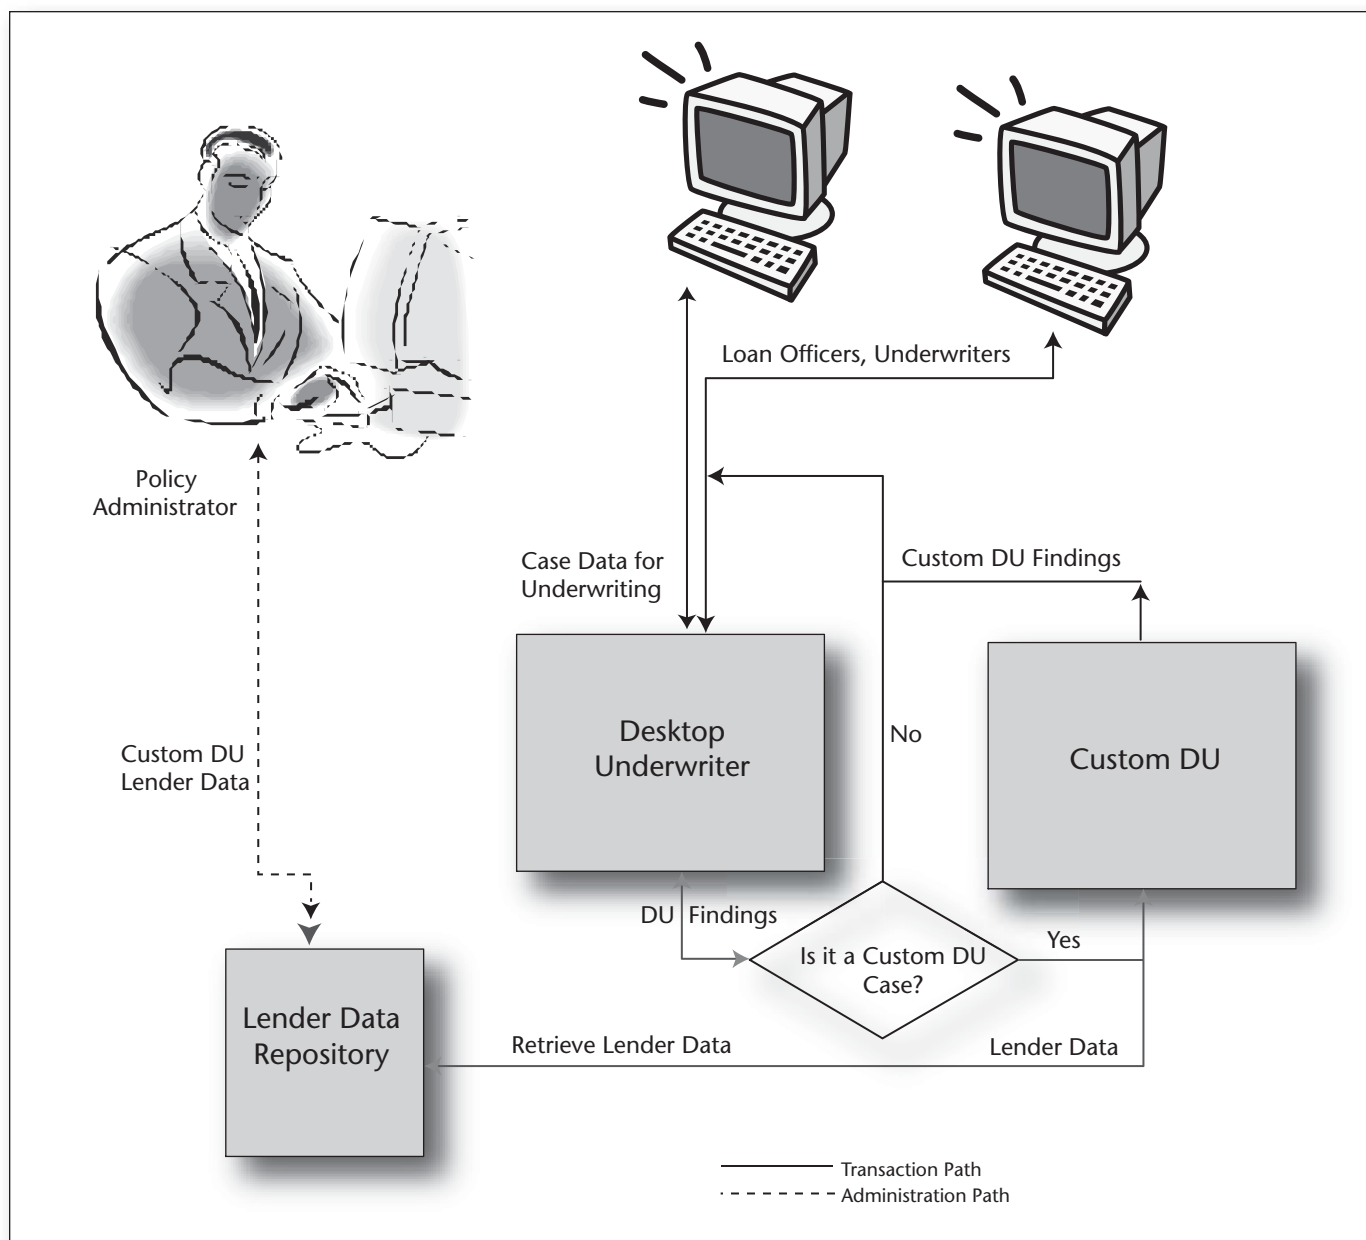 Loan Officers, Underwriters
Policy
Administrator
Case Data for
Underwriting
Custom DU Findings
Desktop
Underwriter
No
Custom DU
Custom DU
Lender Data
DU Findings
Yes
Is it a Custom DU
Case?
Lender Data
Repository
Retrieve Lender Data
Lender Data
Transaction Path
Administration Path